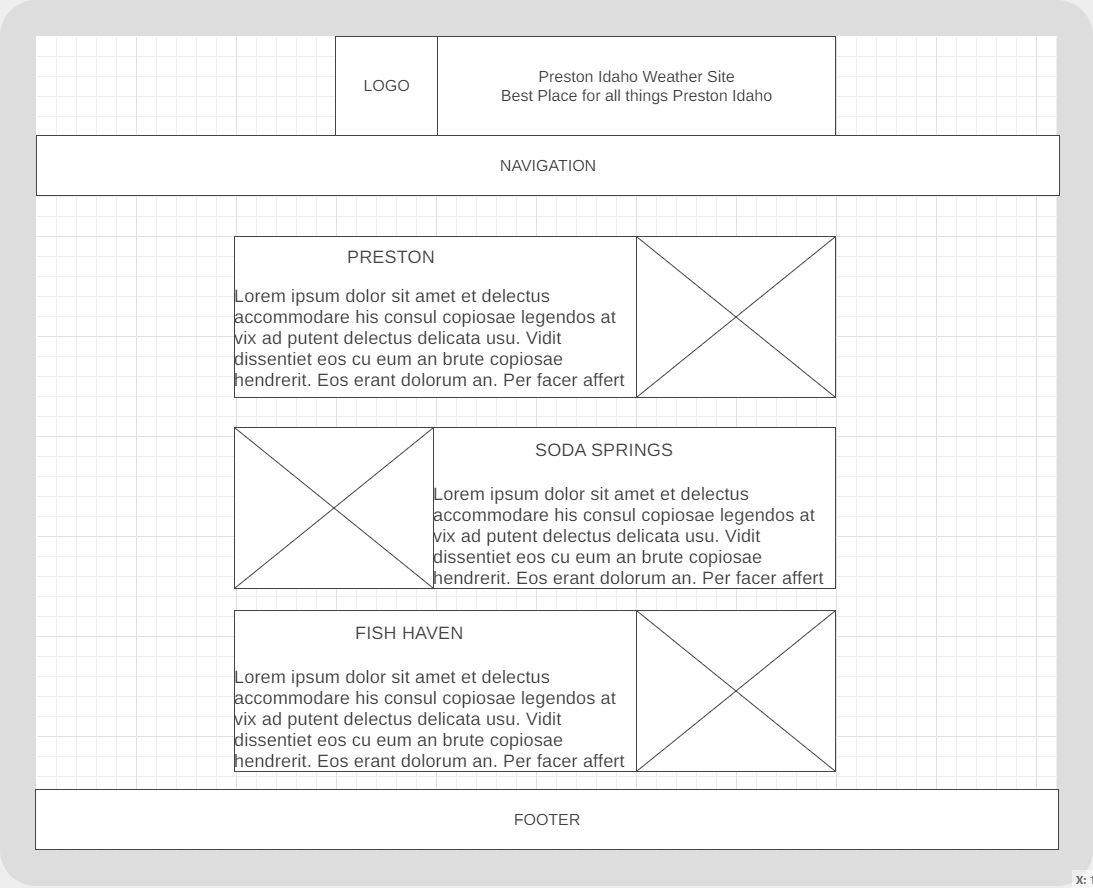 LOGO
Preston Idaho Weather Site
Best Place for all things Preston Idaho
NAVIGATION
PRESTON
Lorem ipsum dolor sit amet et delectus
accommodare his consul copiosae legendos at
vix ad putent delectus delicata usu. Vidit
dissentiet eos cu eum an brute copiosae
hendrerit. Eos erant dolorum an. Per facer affert
SODA SPRINGS
Lorem ipsum dolor sit amet et delectus
accommodare his consul copiosae legendos at
vix ad putent delectus delicata usu. Vidit
dissentiet eos cu eum an brute copiosae
hendrerit. Eos erant dolorum an. Per facer affert
FISH HAVEN
Lorem ipsum dolor sit amet et delectus
accommodare his consul copiosae legendos at
vix ad putent delectus delicata usu. Vidit
dissentiet eos cu eum an brute copiosae
hendrerit. Eos erant dolorum an. Per facer affert
FOOTER
X: